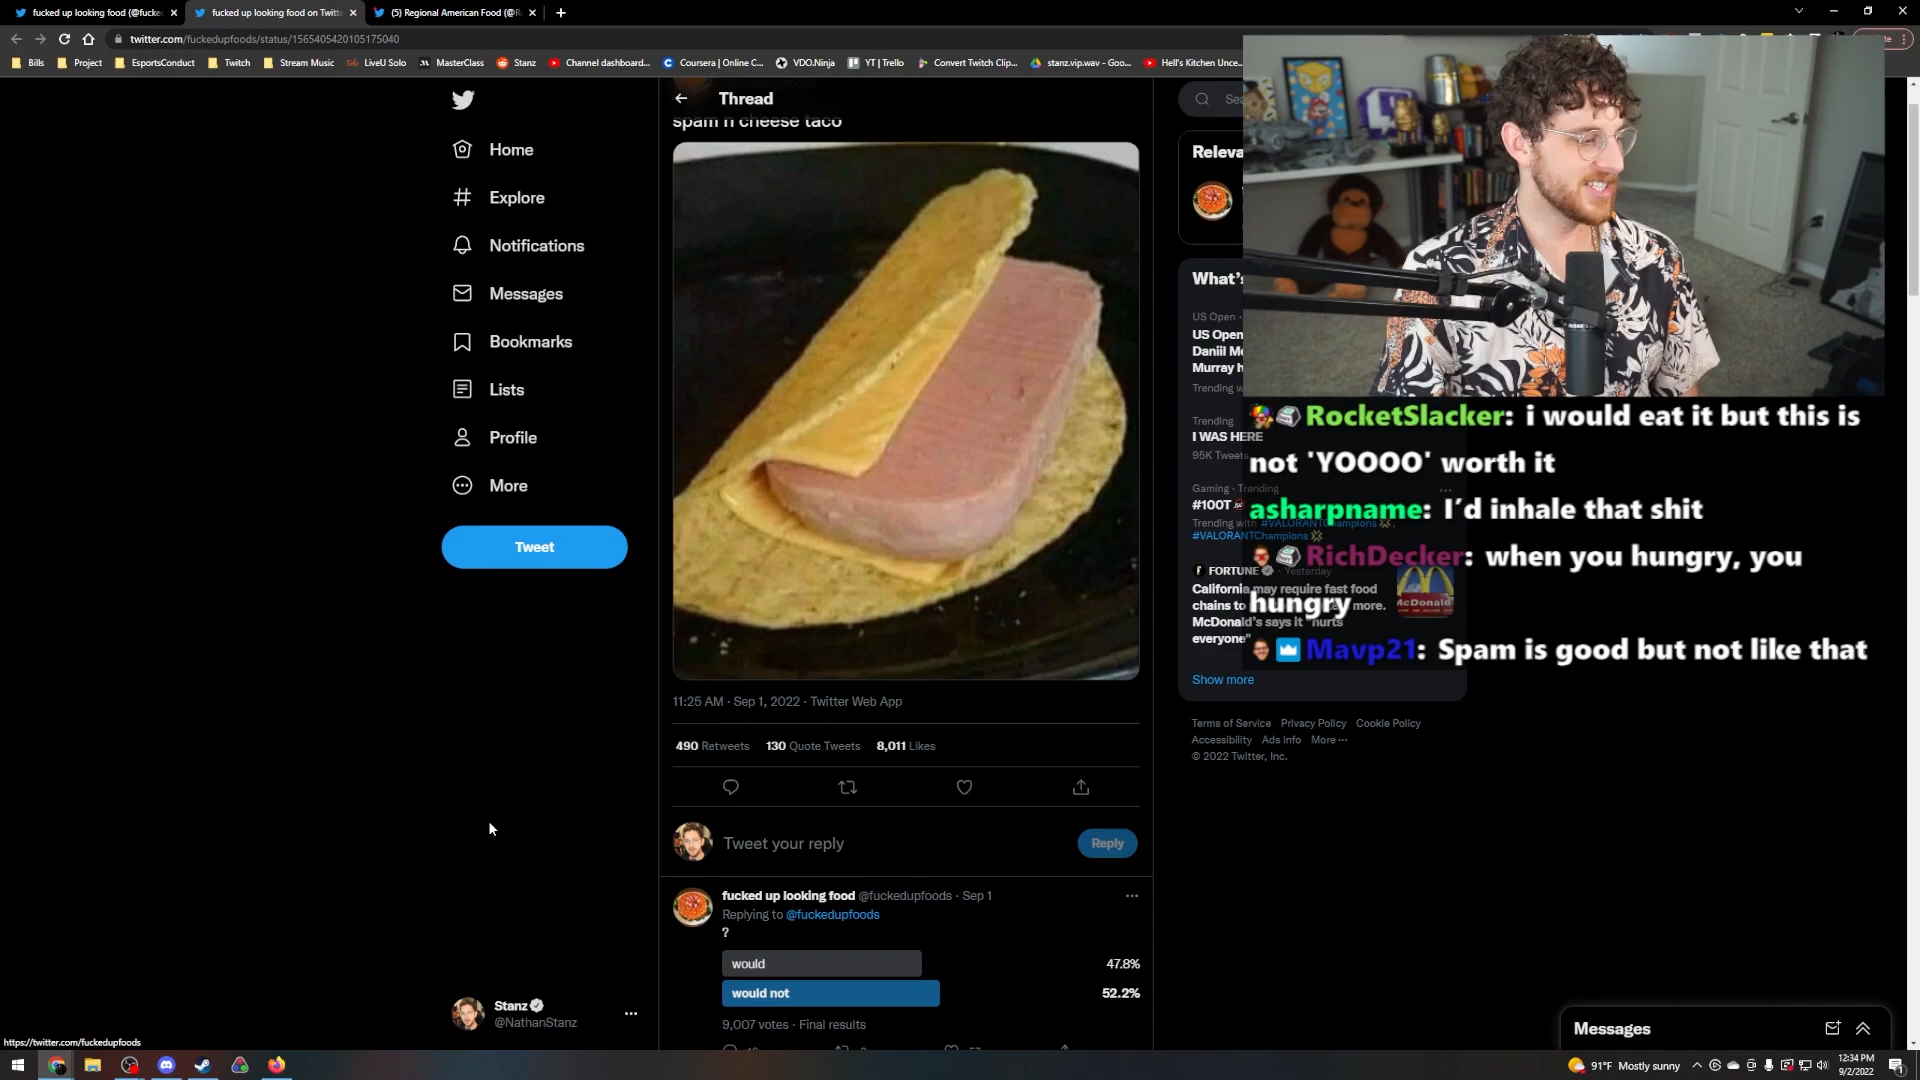 fucked up looking food (@fucke
fucked up looking food on Twitt
(5) Regional American Food (@R
twitter.com/fuckedupfoods/status/1565405420105175040
Bills
Project
EsportsConduct
Twitch
Stream Music
LiveU Solo
MasterClass
Stanz
Channel dashboard...
Coursera | Online C...
VDO.Ninja
YT | Trello
Convert Twitch Clip...
stanz.vip.wav - Goo...
Hell's Kitchen Unce...
Thread
spam n cheese taco
Home
Explore
Notifications
Messages
Bookmarks
Lists
Profile
More
Tweet
11:25 AM · Sep 1, 2022 · Twitter Web App
490 Retweets 130 Quote Tweets 8,011 Likes
Tweet your reply
Reply
fucked up looking food @fuckedupfoods · Sep 1
Replying to @fuckedupfoods
?
would 47.8%
would not 52.2%
9,007 votes · Final results
Stanz
@NathanStanz
https://twitter.com/fuckedupfoods
Sea
Releva
What's
US Open ·
US Open
Daniil Me
Murray h
Trending w
Trending
I WAS HERE
95K Tweets
Gaming · Trending
#100T
Trending with #VALORANTChampions
#VALORANTChampions
FORTUNE · Yesterday
California may require fast food
chains to more.
McDonald's says it "hurts
everyone"
McDonald
Show more
Terms of Service Privacy Policy Cookie Policy
Accessibility Ads info More ···
© 2022 Twitter, Inc.
RocketSlacker: i would eat it but this is
not 'YOOOO' worth it
asharpname: I'd inhale that shit
RichDecker: when you hungry, you
hungry
Mavp21: Spam is good but not like that
Messages
91°F Mostly sunny
12:34 PM
9/2/2022